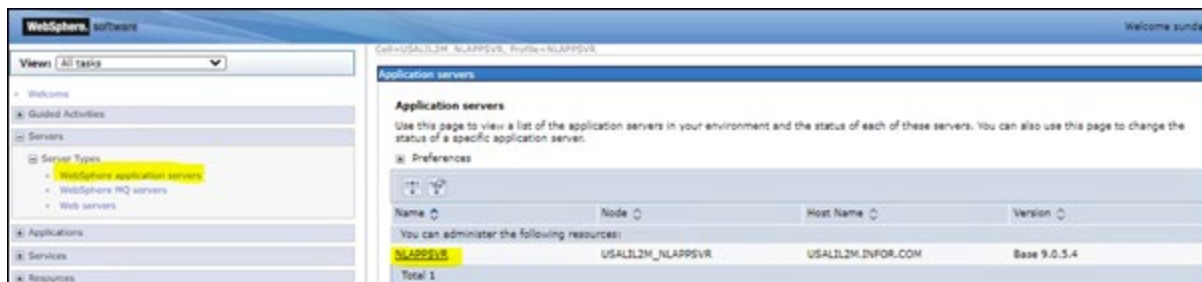 WebSphere. software
Welcome sunde
View: All tasks
Cell=USALIL2M_NLAPPSVR, Profile=NLAPPSVR
Application servers
Welcome
Guided Activities
Servers
Server Types
WebSphere application servers
WebSphere MQ servers
Web servers
Applications
Services
Resources
Application servers
Use this page to view a list of the application servers in your environment and the status of each of these servers. You can also use this page to change the
status of a specific application server.
Preferences
Name Node Host Name Version
You can administer the following resources:
NLAPPSVR USALIL2M_NLAPPSVR USALIL2M.INFOR.COM Base 9.0.5.4
Total 1